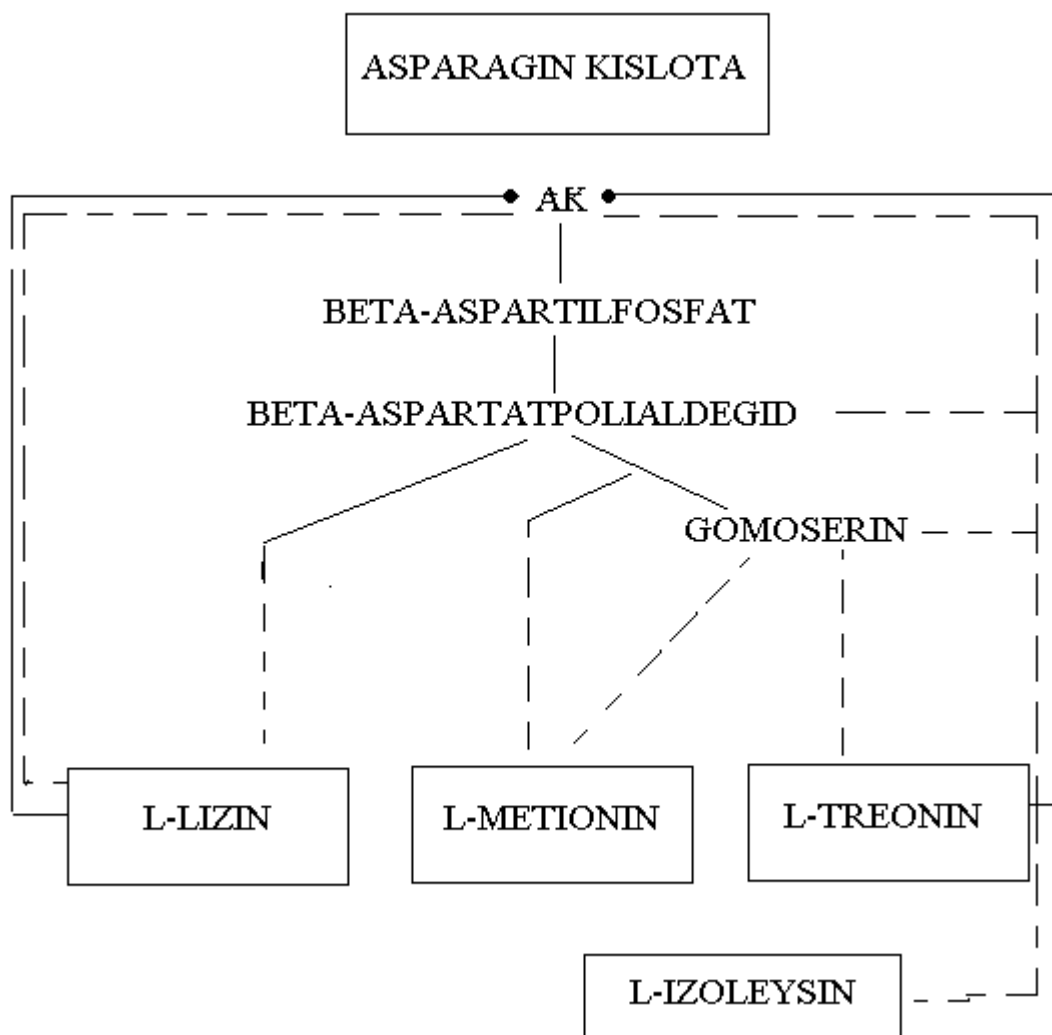 ASPARAGIN KISLOTA
AK
BETA-ASPARTILFOSFAT
BETA-ASPARTATPOLIALDEGID
GOMOSERIN
L-LIZIN
L-METIONIN
L-TREONIN
L-IZOLEYSIN